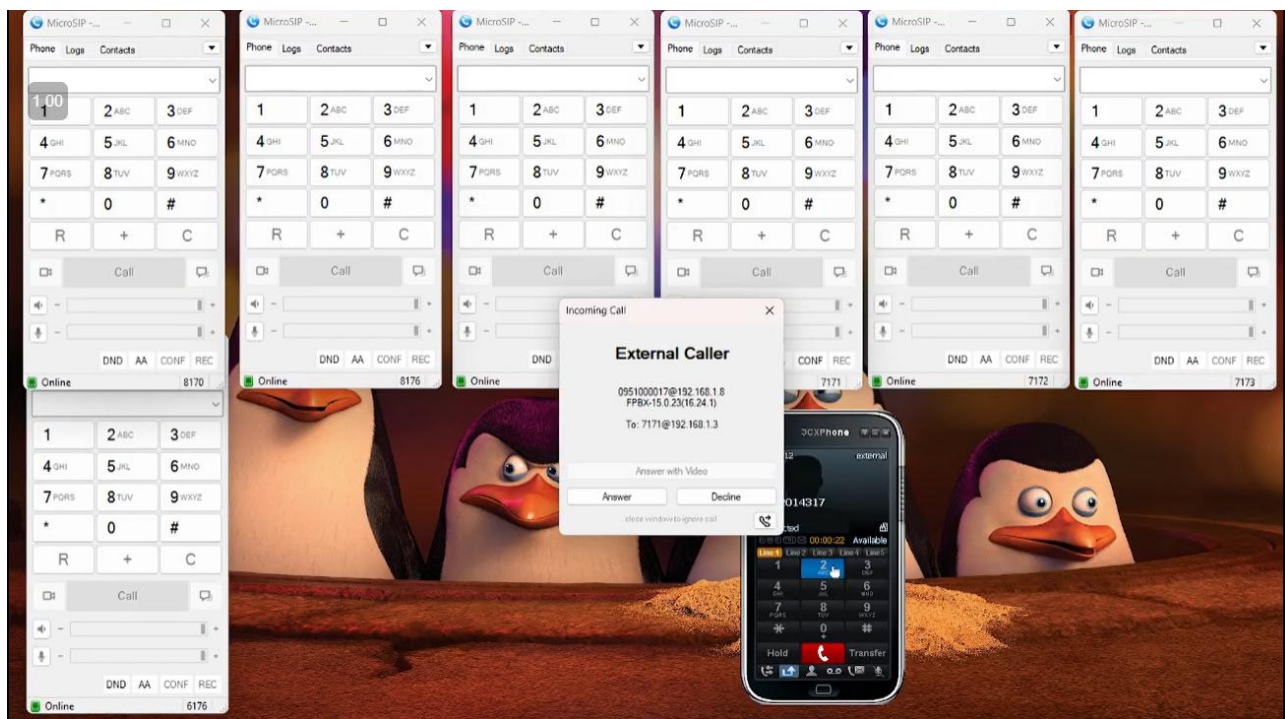 MicroSIP -...
Phone Logs Contacts
1.00
1 2 ABC 3 DEF
4 GHI 5 JKL 6 MNO
7 PQRS 8 TUV 9 WXYZ
* 0 #
R + C
Call
- +
- +
DND AA CONF REC
Online 8170
MicroSIP -...
Phone Logs Contacts
1 2 ABC 3 DEF
4 GHI 5 JKL 6 MNO
7 PQRS 8 TUV 9 WXYZ
* 0 #
R + C
Call
- +
- +
DND AA CONF REC
Online 8176
MicroSIP -...
Phone Logs Contacts
1 2 ABC 3 DEF
4 GHI 5 JKL 6 MNO
7 PQRS 8 TUV 9 WXYZ
* 0 #
R + C
Call
-
-
DND
Online
MicroSIP -...
Phone Logs Contacts
1 2 ABC 3 DEF
4 GHI 5 JKL 6 MNO
7 PQRS 8 TUV 9 WXYZ
* 0 #
R + C
Call
+
+
CONF REC
7171
MicroSIP -...
Phone Logs Contacts
1 2 ABC 3 DEF
4 GHI 5 JKL 6 MNO
7 PQRS 8 TUV 9 WXYZ
* 0 #
R + C
Call
- +
- +
DND AA CONF REC
Online 7172
MicroSIP -...
Phone Logs Contacts
1 2 ABC 3 DEF
4 GHI 5 JKL 6 MNO
7 PQRS 8 TUV 9 WXYZ
* 0 #
R + C
Call
- +
- +
DND AA CONF REC
Online 7173
Incoming Call
External Caller
0951000017@192.168.1.8
FPBX-15.0.23(16.24.1)
To: 7171@192.168.1.3
Answer with Video
Answer Decline
close window to ignore call
1 2 ABC 3 DEF
4 GHI 5 JKL 6 MNO
7 PQRS 8 TUV 9 WXYZ
* 0 #
R + C
Call
- +
- +
DND AA CONF REC
Online 6176
3CXPhone
12 external
014317
00:00:22 Available
Line 1 Line 2 Line 3 Line 4 Line 5
1 2 ABC 3 DEF
4 GHI 5 JKL 6 MNO
7 PQRS 8 TUV 9 WXYZ
* 0 + #
Hold Transfer